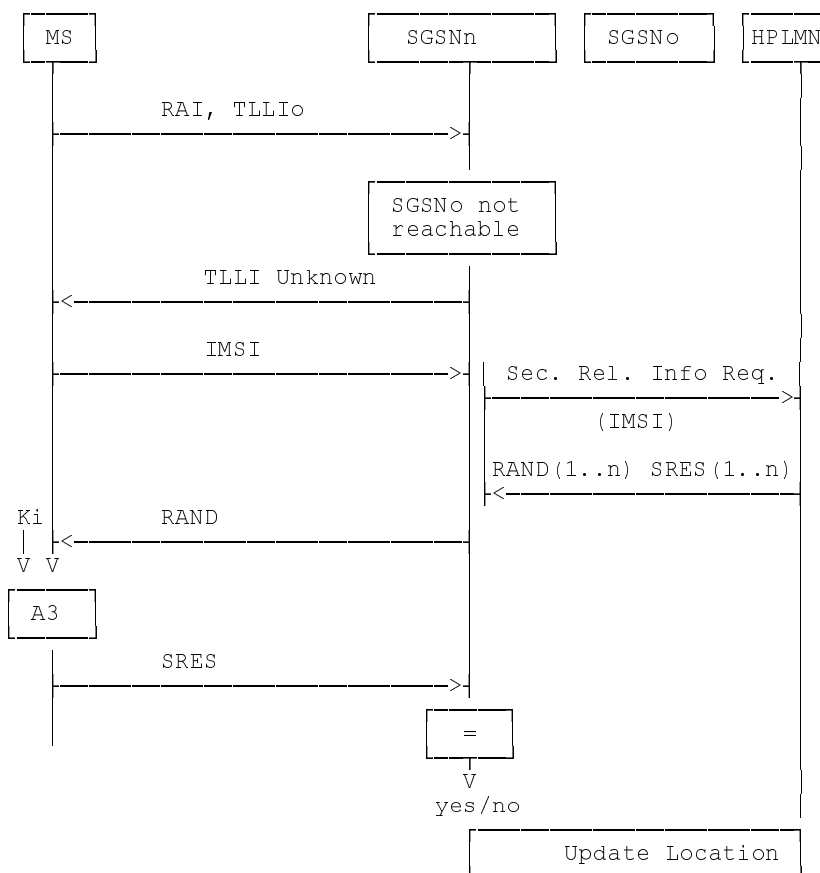 MS SGSNn SGSNo HPLMN
RAI, TLLIo
SGSNo not
reachable
TLLI Unknown
IMSI
Sec. Rel. Info Req.
(IMSI)
RAND(1..n) SRES(1..n)
Ki RAND
V V
A3
SRES
=
V
yes/no
Update Location